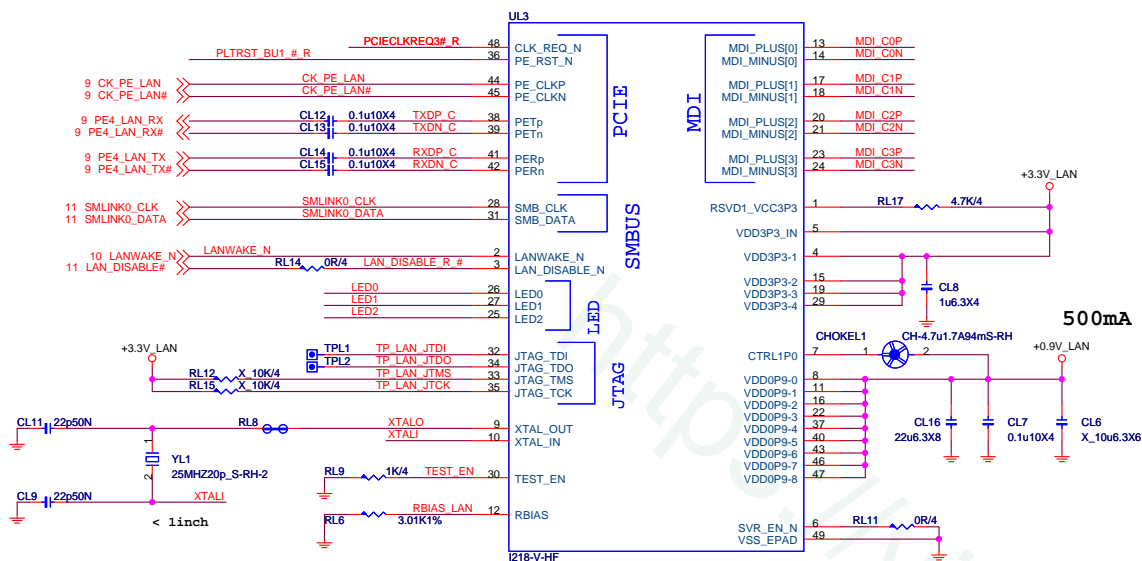 UL3
PCIECLKREQ3#_R 48 CLK_REQ_N
PLTRST_BU1_#_R 36 PE_RST_N
9 CK_PE_LAN CK_PE_LAN 44 PE_CLKP
9 CK_PE_LAN# CK_PE_LAN# 45 PE_CLKN
9 PE4_LAN_RX CL12 0.1u10X4 TXDP_C 38 PETp
9 PE4_LAN_RX# CL13 0.1u10X4 TXDN_C 39 PETn
9 PE4_LAN_TX CL14 0.1u10X4 RXDP_C 41 PERp
9 PE4_LAN_TX# CL15 0.1u10X4 RXDN_C 42 PERn
PCIE
11 SMLINK0_CLK SMLINK0_CLK 28 SMB_CLK
11 SMLINK0_DATA SMLINK0_DATA 31 SMB_DATA
SMBUS
10 LANWAKE_N LANWAKE_N 2 LANWAKE_N
11 LAN_DISABLE# RL14 0R/4 LAN_DISABLE_R_# 3 LAN_DISABLE_N
LED0 26 LED0
LED1 27 LED1
LED2 25 LED2
LED
+3.3V_LAN
TPL1 TP_LAN_JTDI 32 JTAG_TDI
TPL2 TP_LAN_JTDO 34 JTAG_TDO
RL12 X_10K/4 TP_LAN_JTMS 33 JTAG_TMS
RL15 X_10K/4 TP_LAN_JTCK 35 JTAG_TCK
JTAG
CL11 22p50N RL8 XTALO 9 XTAL_OUT
XTALI 10 XTAL_IN
1
YL1
25MHZ20p_S-RH-2
2
CL9 22p50N XTALI
< 1inch
RL9 1K/4 TEST_EN 30 TEST_EN
RL6 3.01K1% RBIAS_LAN 12 RBIAS
I218-V-HF
MDI
MDI_PLUS[0] 13 MDI_C0P
MDI_MINUS[0] 14 MDI_C0N
MDI_PLUS[1] 17 MDI_C1P
MDI_MINUS[1] 18 MDI_C1N
MDI_PLUS[2] 20 MDI_C2P
MDI_MINUS[2] 21 MDI_C2N
MDI_PLUS[3] 23 MDI_C3P
MDI_MINUS[3] 24 MDI_C3N
+3.3V_LAN
RSVD1_VCC3P3 1 RL17 4.7K/4
VDD3P3_IN 5
VDD3P3-1 4
VDD3P3-2 15
VDD3P3-3 19
VDD3P3-4 29
CL8
1u6.3X4
500mA
CHOKEL1 CH-4.7u1.7A94mS-RH
+0.9V_LAN
CTRL1P0 7 1 2
VDD0P9-0 8
VDD0P9-1 11
VDD0P9-2 16
VDD0P9-3 22
VDD0P9-4 37
VDD0P9-5 40
VDD0P9-6 43
VDD0P9-7 46
VDD0P9-8 47
CL16 22u6.3X8
CL7 0.1u10X4
CL6 X_10u6.3X6
SVR_EN_N 6 RL11 0R/4
VSS_EPAD 49
https://